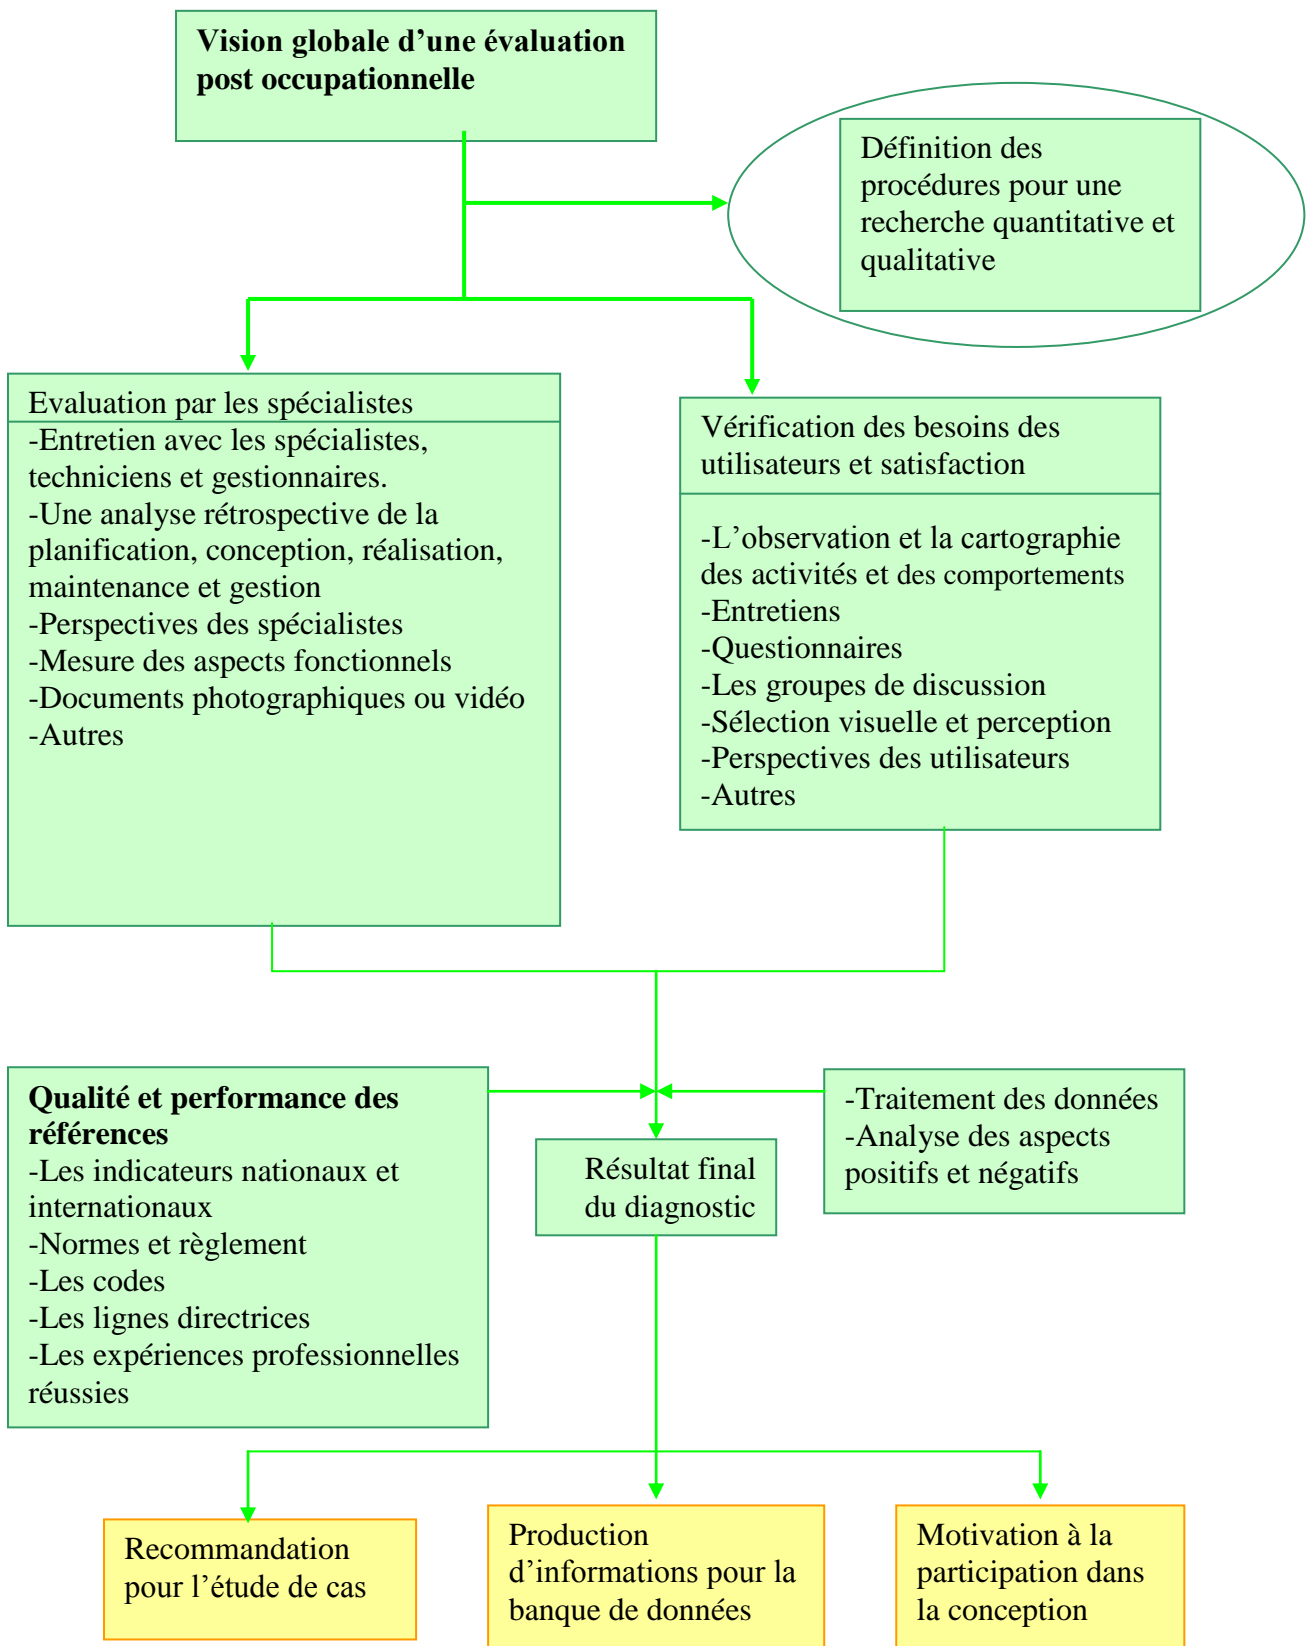 Vision globale d’une évaluation
post occupationnelle
Définition des
procédures pour une
recherche quantitative et
qualitative
Evaluation par les spécialistes
-Entretien avec les spécialistes,
techniciens et gestionnaires.
-Une analyse rétrospective de la
planification, conception, réalisation,
maintenance et gestion
-Perspectives des spécialistes
-Mesure des aspects fonctionnels
-Documents photographiques ou vidéo
-Autres
Vérification des besoins des
utilisateurs et satisfaction
-L’observation et la cartographie
des activités et des comportements
-Entretiens
-Questionnaires
-Les groupes de discussion
-Sélection visuelle et perception
-Perspectives des utilisateurs
-Autres
Qualité et performance des
références
-Les indicateurs nationaux et
internationaux
-Normes et règlement
-Les codes
-Les lignes directrices
-Les expériences professionnelles
réussies
Résultat final
du diagnostic
-Traitement des données
-Analyse des aspects
positifs et négatifs
Recommandation
pour l’étude de cas
Production
d’informations pour la
banque de données
Motivation à la
participation dans
la conception